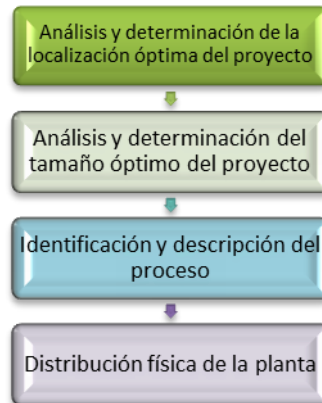 Análisis y determinación de la
localización óptima del proyecto
Análisis y determinación del
tamaño óptimo del proyecto
Identificación y descripción del
proceso
Distribución física de la planta